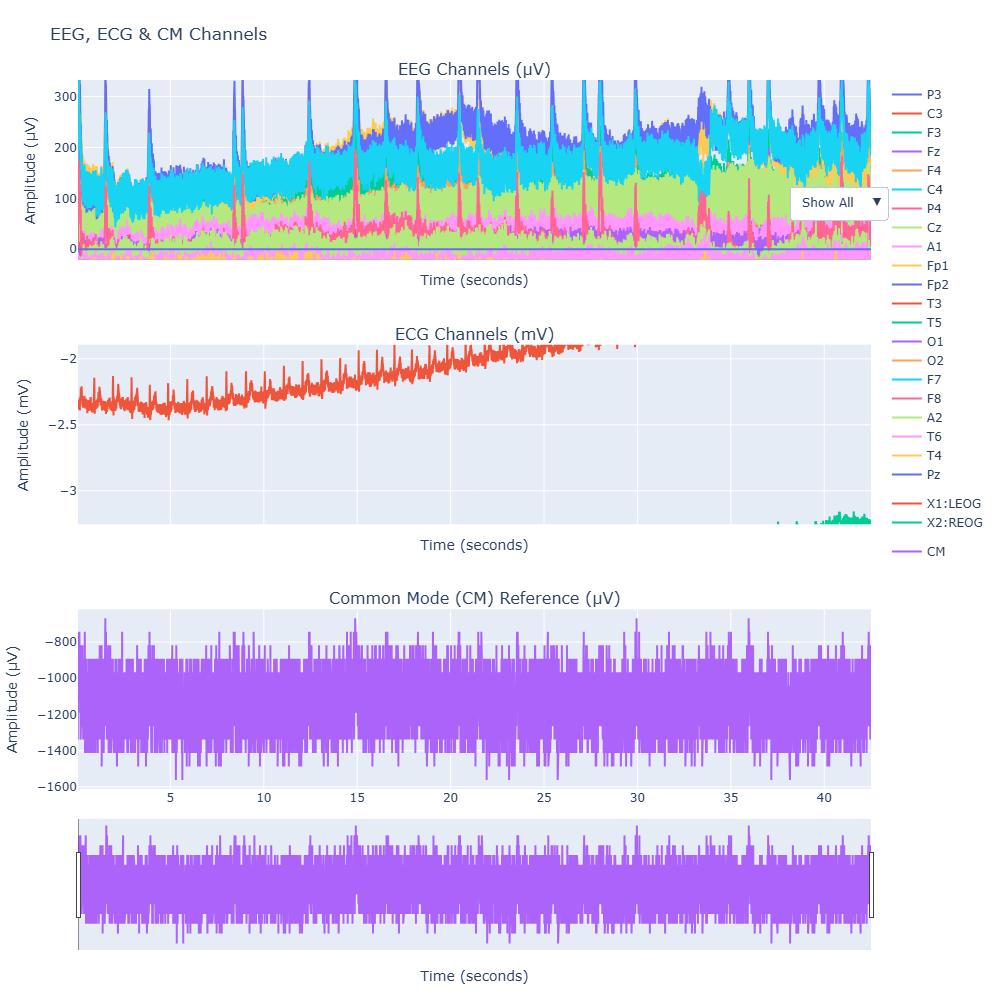 EEG, ECG & CM Channels
EEG Channels (μV)
300
200
100
0
Amplitude (μV)
Time (seconds)
Show All ▼
ECG Channels (mV)
−2
−2.5
−3
Amplitude (mV)
Time (seconds)
Common Mode (CM) Reference (μV)
−800
−1000
−1200
−1400
−1600
Amplitude (μV)
5 10 15 20 25 30 35 40
Time (seconds)
P3
C3
F3
Fz
F4
C4
P4
Cz
A1
Fp1
Fp2
T3
T5
O1
O2
F7
F8
A2
T6
T4
Pz
X1:LEOG
X2:REOG
CM